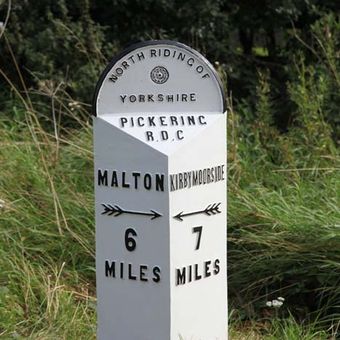 NORTH RIDING OF
YORKSHIRE
PICKERING
R.D.C
MALTON
6
MILES
KIRBYMOORSIDE
7
MILES